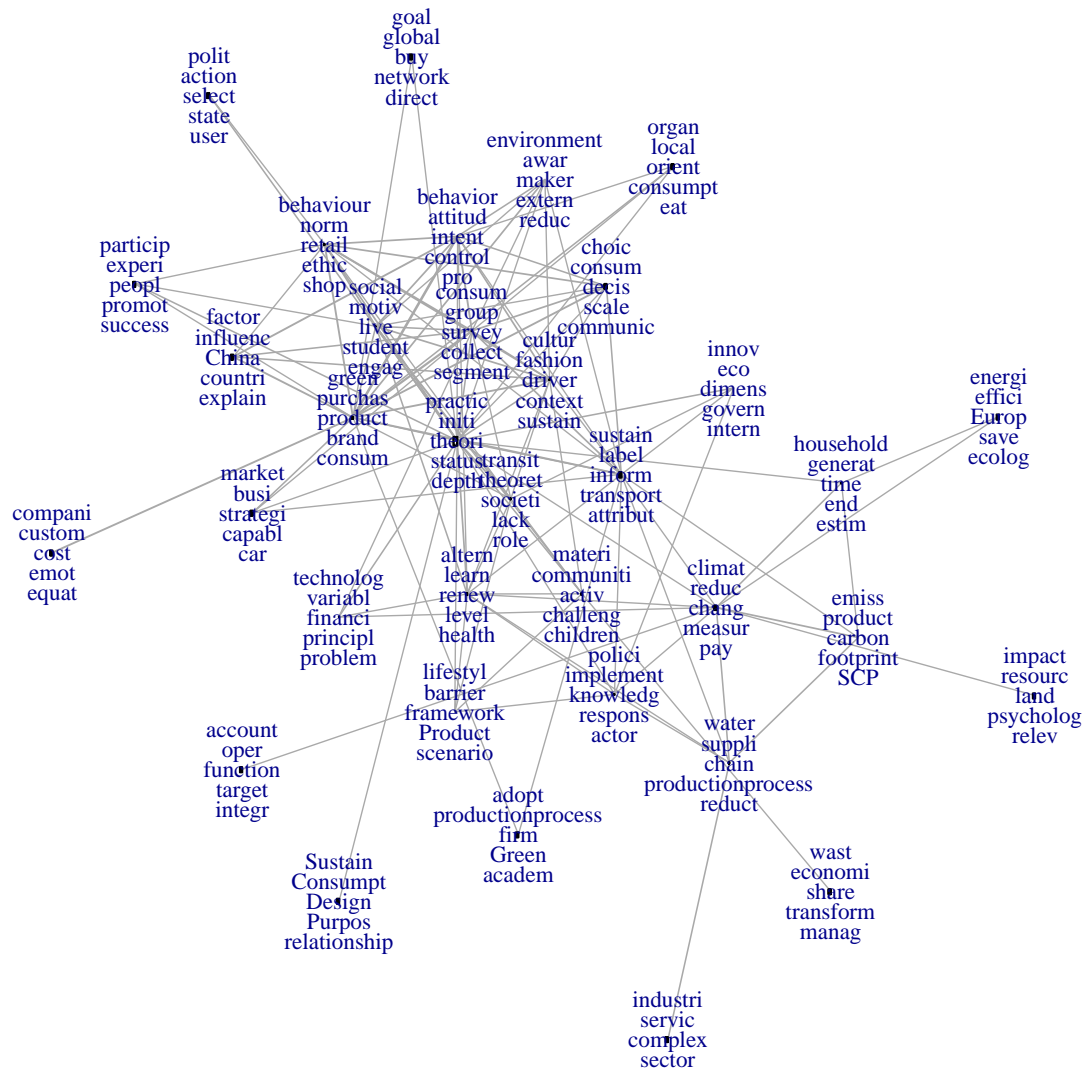 goal
global
buy
network
direct
polit
action
select
state
user
environment
awar
maker
extern
reduc
organ
local
orient
consumpt
eat
behavior
attitud
intent
control
pro
behaviour
norm
retail
ethic
shop
particip
experi
peopl
promot
success
choic
consum
decis
scale
communic
social
motiv
live
student
engag
consum
group
survey
collect
segment
factor
influenc
China
countri
explain
cultur
fashion
driver
context
sustain
innov
eco
dimens
govern
intern
energi
effici
Europ
save
ecolog
green
purchas
product
brand
consum
practic
initi
theori
status
depth
sustain
label
inform
transport
attribut
household
generat
time
end
estim
market
busi
strategi
capabl
car
transit
theoret
societi
lack
role
compani
custom
cost
emot
equat
altern
learn
renew
level
health
materi
communiti
activ
challeng
children
climat
reduc
chang
measur
pay
technolog
variabl
financi
principl
problem
emiss
product
carbon
footprint
SCP
polici
implement
knowledg
respons
actor
impact
resourc
land
psycholog
relev
lifestyl
barrier
framework
Product
scenario
water
suppli
chain
productionprocess
reduct
account
oper
function
target
integr
adopt
productionprocess
firm
Green
academ
Sustain
Consumpt
Design
Purpos
relationship
wast
economi
share
transform
manag
industri
servic
complex
sector